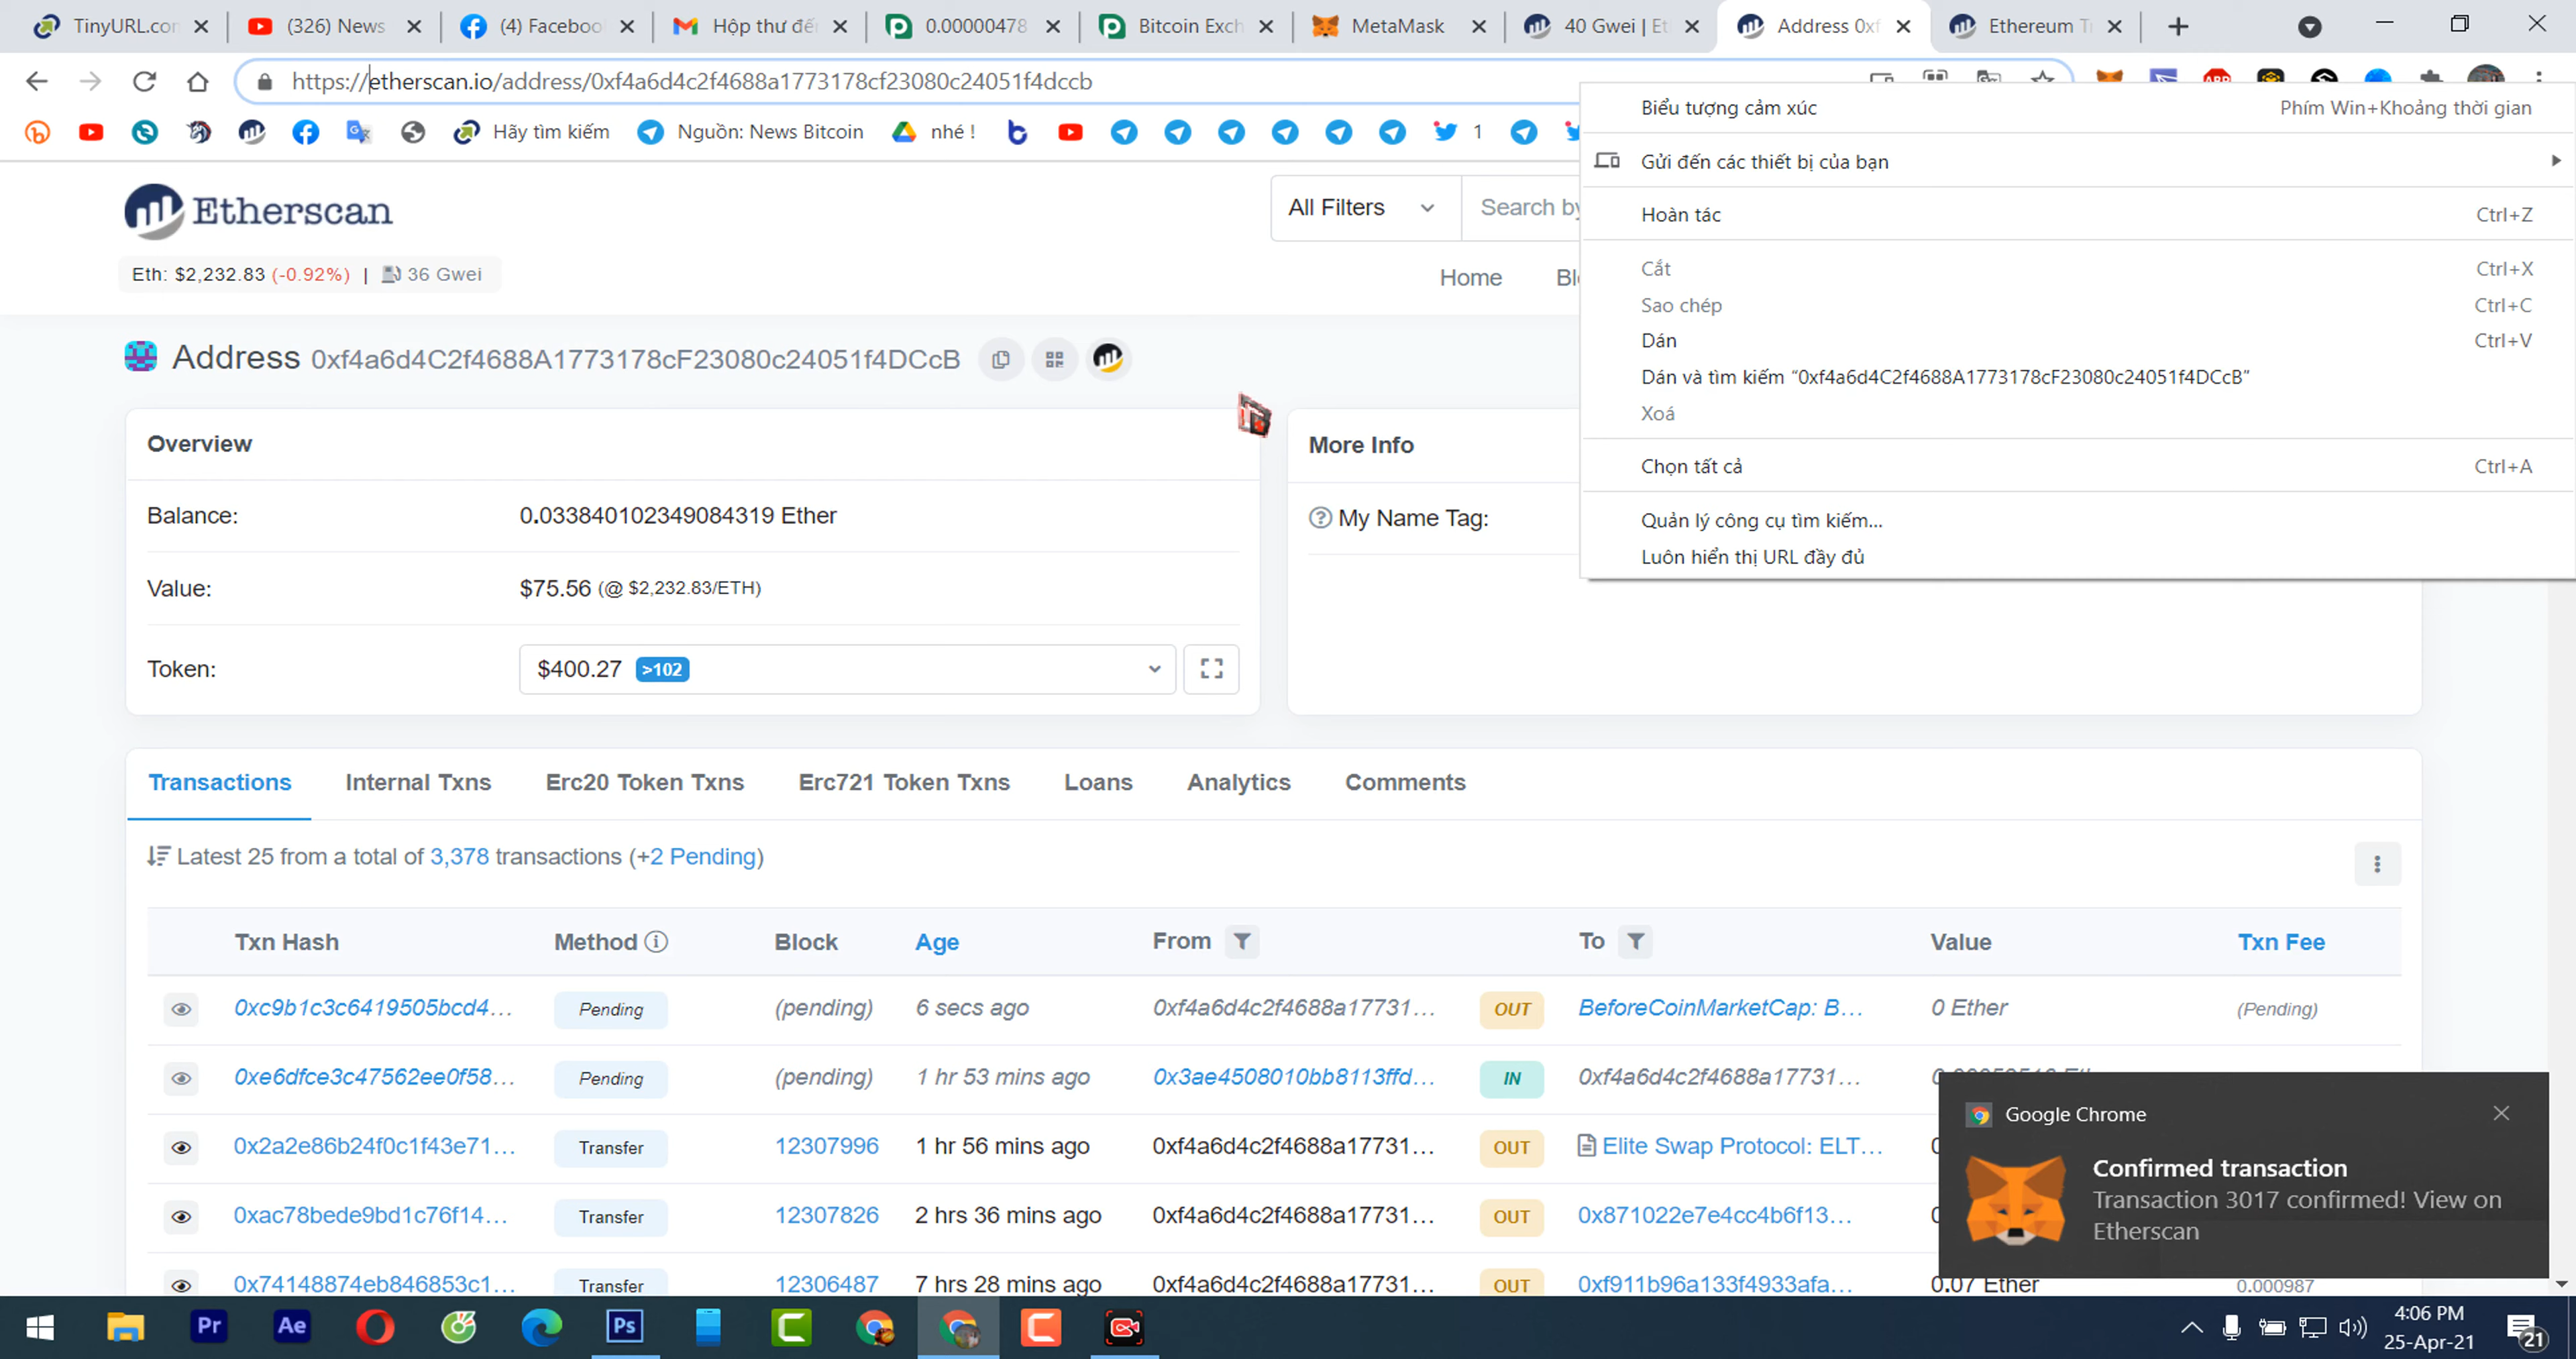 TinyURL.cor
(326) News
(4) Faceboo
Hộp thư đế
0.00000478
Bitcoin Exch
MetaMask
40 Gwei | Et
Address 0xf
Ethereum T
https://etherscan.io/address/0xf4a6d4c2f4688a1773178cf23080c24051f4dccb
Hãy tìm kiếm
Nguồn: News Bitcoin
nhé !
1
Biểu tượng cảm xúc Phím Win+Khoảng thời gian
Gửi đến các thiết bị của bạn
Hoàn tác Ctrl+Z
Cắt Ctrl+X
Sao chép Ctrl+C
Dán Ctrl+V
Dán và tìm kiếm “0xf4a6d4C2f4688A1773178cF23080c24051f4DCcB”
Xoá
Chọn tất cả Ctrl+A
Quản lý công cụ tìm kiếm...
Luôn hiển thị URL đầy đủ
Etherscan
All Filters
Search by
Eth: $2,232.83 (-0.92%) | 36 Gwei
Home
Address 0xf4a6d4C2f4688A1773178cF23080c24051f4DCcB
Overview
Balance: 0.033840102349084319 Ether
Value: $75.56 (@ $2,232.83/ETH)
Token: $400.27 >102
More Info
My Name Tag:
Transactions Internal Txns Erc20 Token Txns Erc721 Token Txns Loans Analytics Comments
Latest 25 from a total of 3,378 transactions (+2 Pending)
Txn Hash Method Block Age From To Value Txn Fee
0xc9b1c3c6419505bcd4... Pending (pending) 6 secs ago 0xf4a6d4c2f4688a17731... OUT BeforeCoinMarketCap: B... 0 Ether (Pending)
0xe6dfce3c47562ee0f58... Pending (pending) 1 hr 53 mins ago 0x3ae4508010bb8113ffd... IN 0xf4a6d4c2f4688a17731...
0x2a2e86b24f0c1f43e71... Transfer 12307996 1 hr 56 mins ago 0xf4a6d4c2f4688a17731... OUT Elite Swap Protocol: ELT...
0xac78bede9bd1c76f14... Transfer 12307826 2 hrs 36 mins ago 0xf4a6d4c2f4688a17731... OUT 0x871022e7e4cc4b6f13...
0x74148874eb846853c1... Transfer 12306487 7 hrs 28 mins ago 0xf4a6d4c2f4688a17731... OUT 0xf911b96a133f4933afa... 0.07 Ether 0.000987
Google Chrome
Confirmed transaction
Transaction 3017 confirmed! View on
Etherscan
Pr
Ae
Ps
4:06 PM
25-Apr-21
21